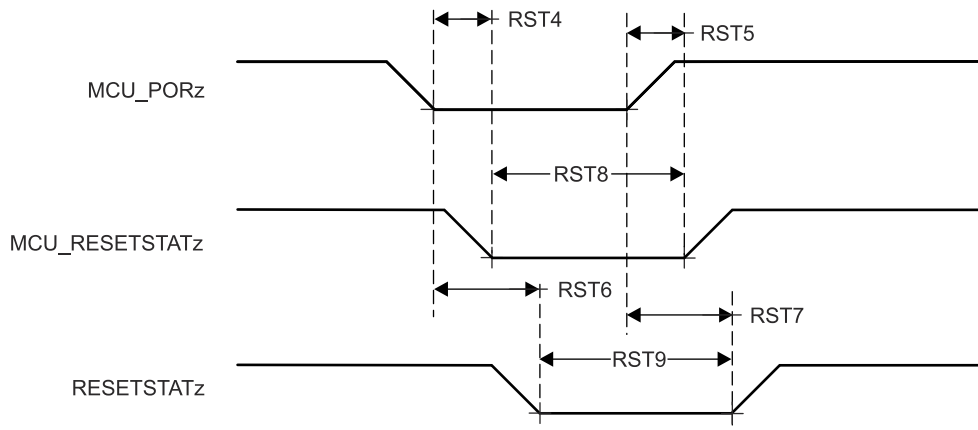 RST4
RST5
MCU_PORz
RST8
MCU_RESETSTATz
RST6
RST7
RST9
RESETSTATz